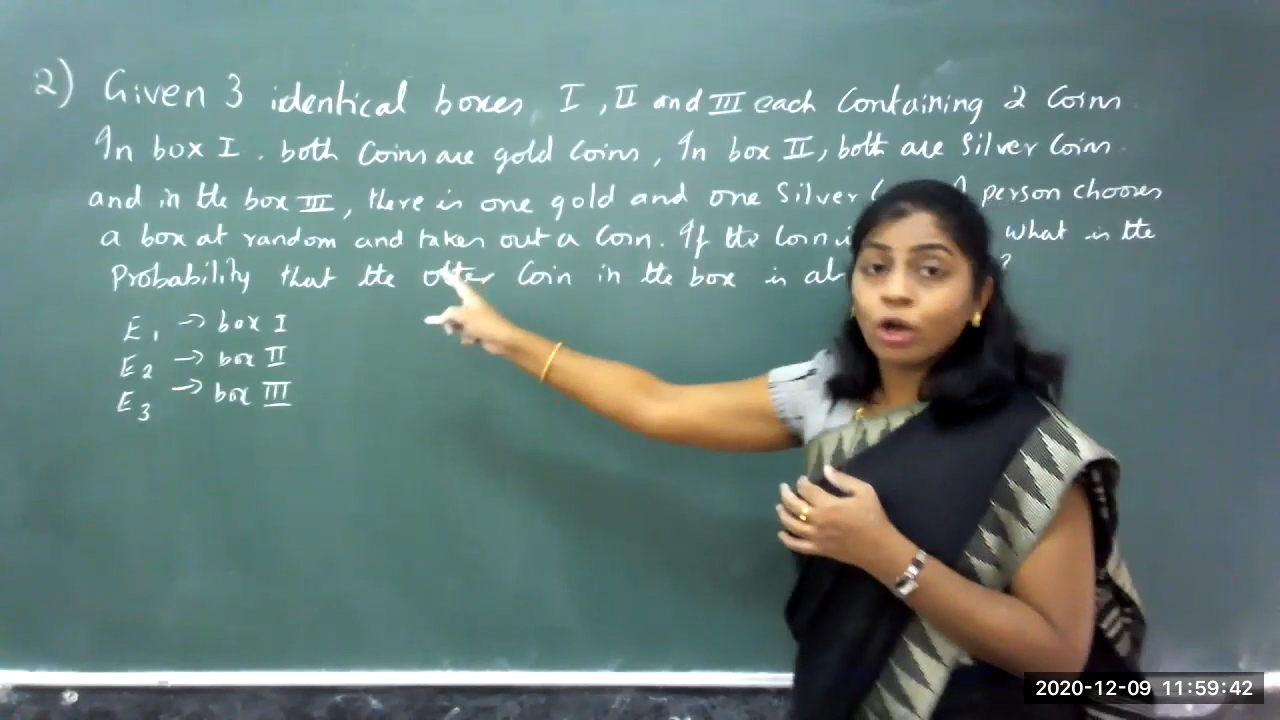 2) Given 3 identical boxes, I, II and III each Containing 2 Coins
In box I. both Coins are gold Coins, In box II, both are Silver Coins.
and in the box III, there is one gold and one Silver person chooses
a box at random and takes out a Coin. If the Coin what is the
Probability that the other Coin in the box is ?
E1 → box I
E2 → box II
E3 → box III
2020-12-09 11:59:42